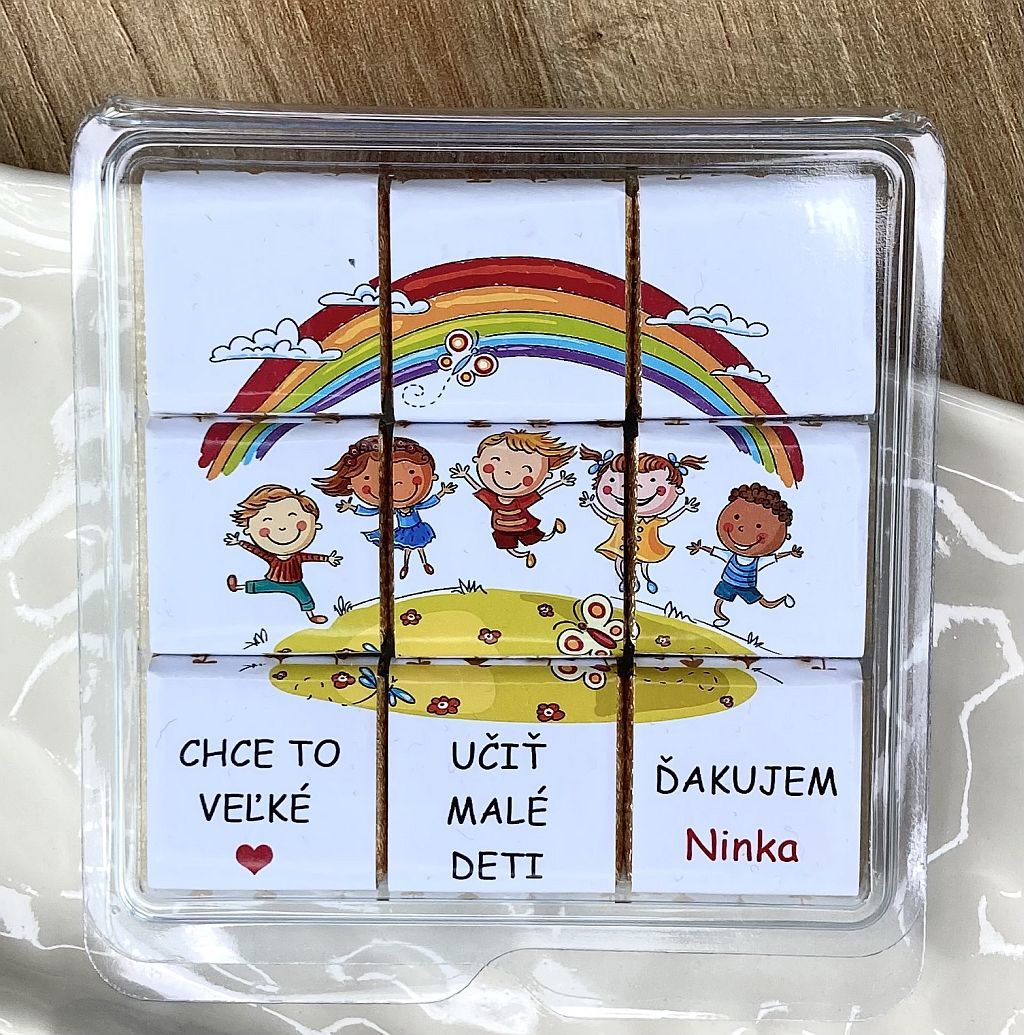 CHCE TO
VEĽKÉ
❤
UČIŤ
MALÉ
DETI
ĎAKUJEM
Ninka